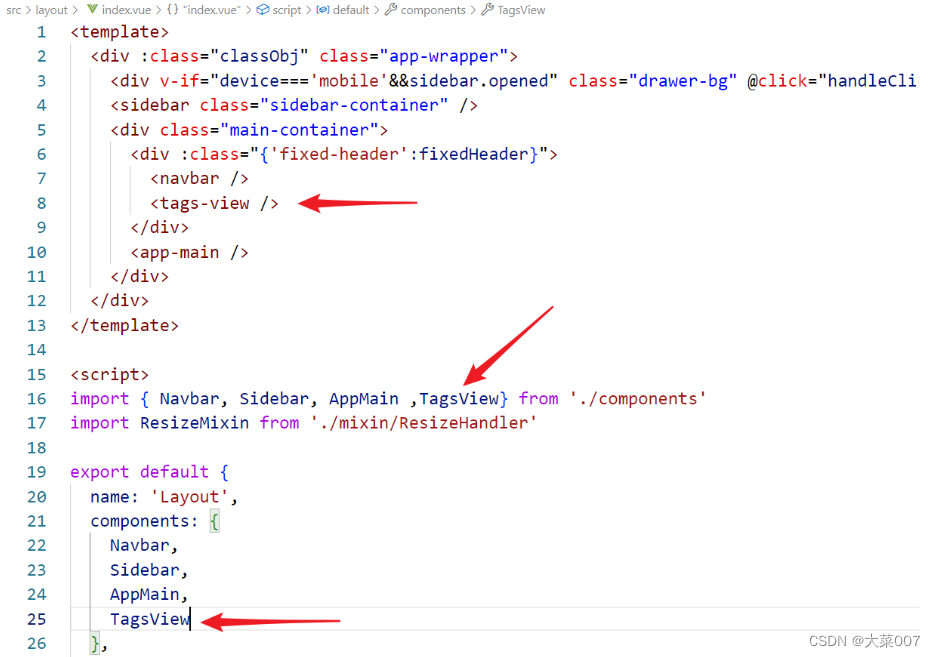 src > layout > index.vue > {} "index.vue" > script > default > components > TagsView
1 <template>
2 <div :class="classObj" class="app-wrapper">
3 <div v-if="device==='mobile'&&sidebar.opened" class="drawer-bg" @click="handleCli
4 <sidebar class="sidebar-container" />
5 <div class="main-container">
6 <div :class="{'fixed-header':fixedHeader}">
7 <navbar />
8 <tags-view />
9 </div>
10 <app-main />
11 </div>
12 </div>
13 </template>
14
15 <script>
16 import { Navbar, Sidebar, AppMain ,TagsView} from './components'
17 import ResizeMixin from './mixin/ResizeHandler'
18
19 export default {
20 name: 'Layout',
21 components: {
22 Navbar,
23 Sidebar,
24 AppMain,
25 TagsView
26 },
CSDN @大菜007